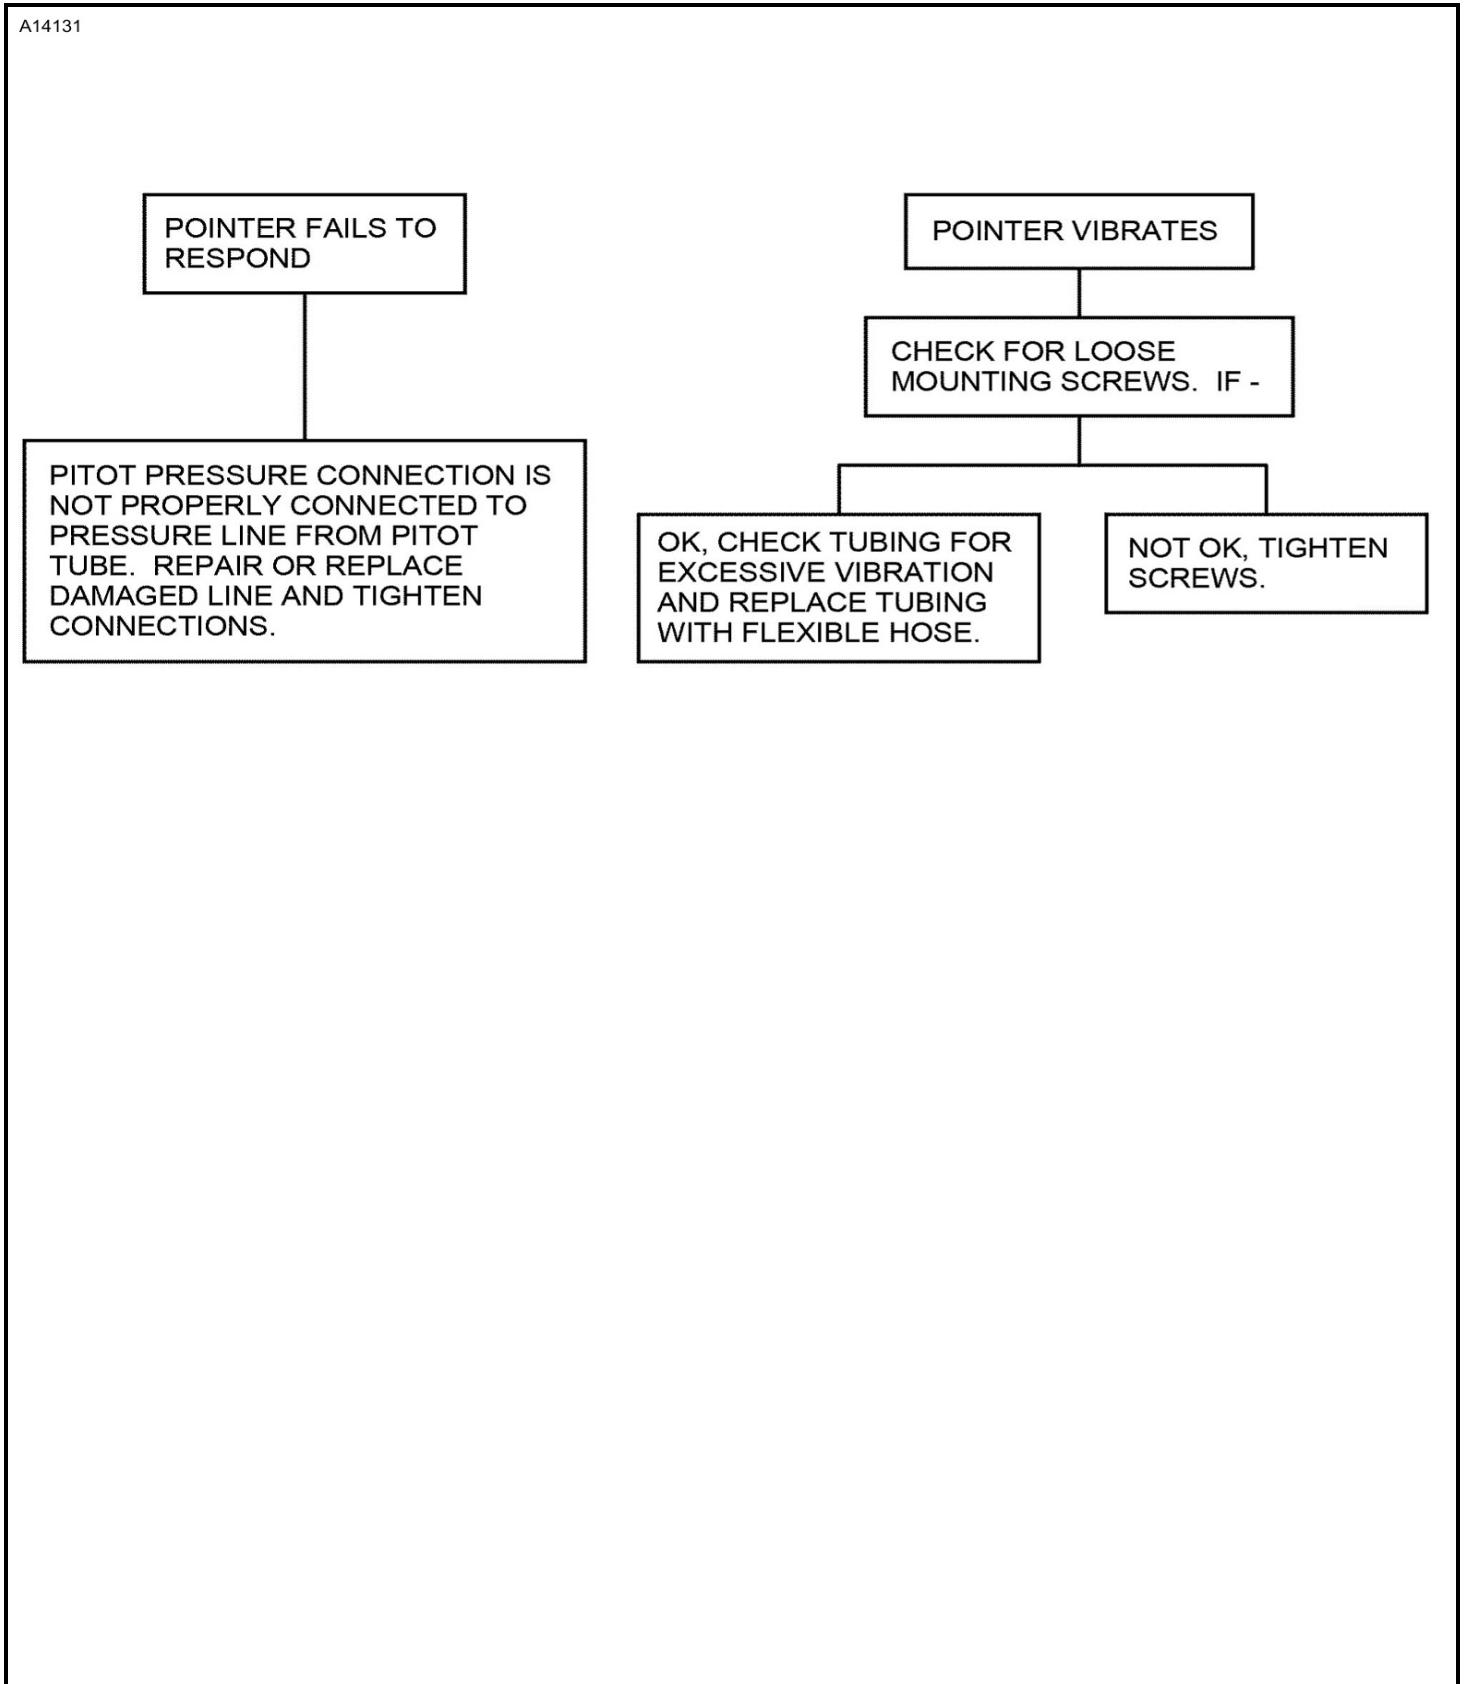 A14131
POINTER FAILS TO
RESPOND
PITOT PRESSURE CONNECTION IS
NOT PROPERLY CONNECTED TO
PRESSURE LINE FROM PITOT
TUBE.  REPAIR OR REPLACE
DAMAGED LINE AND TIGHTEN
CONNECTIONS.
POINTER VIBRATES
CHECK FOR LOOSE
MOUNTING SCREWS.  IF -
OK, CHECK TUBING FOR
EXCESSIVE VIBRATION
AND REPLACE TUBING
WITH FLEXIBLE HOSE.
NOT OK, TIGHTEN
SCREWS.